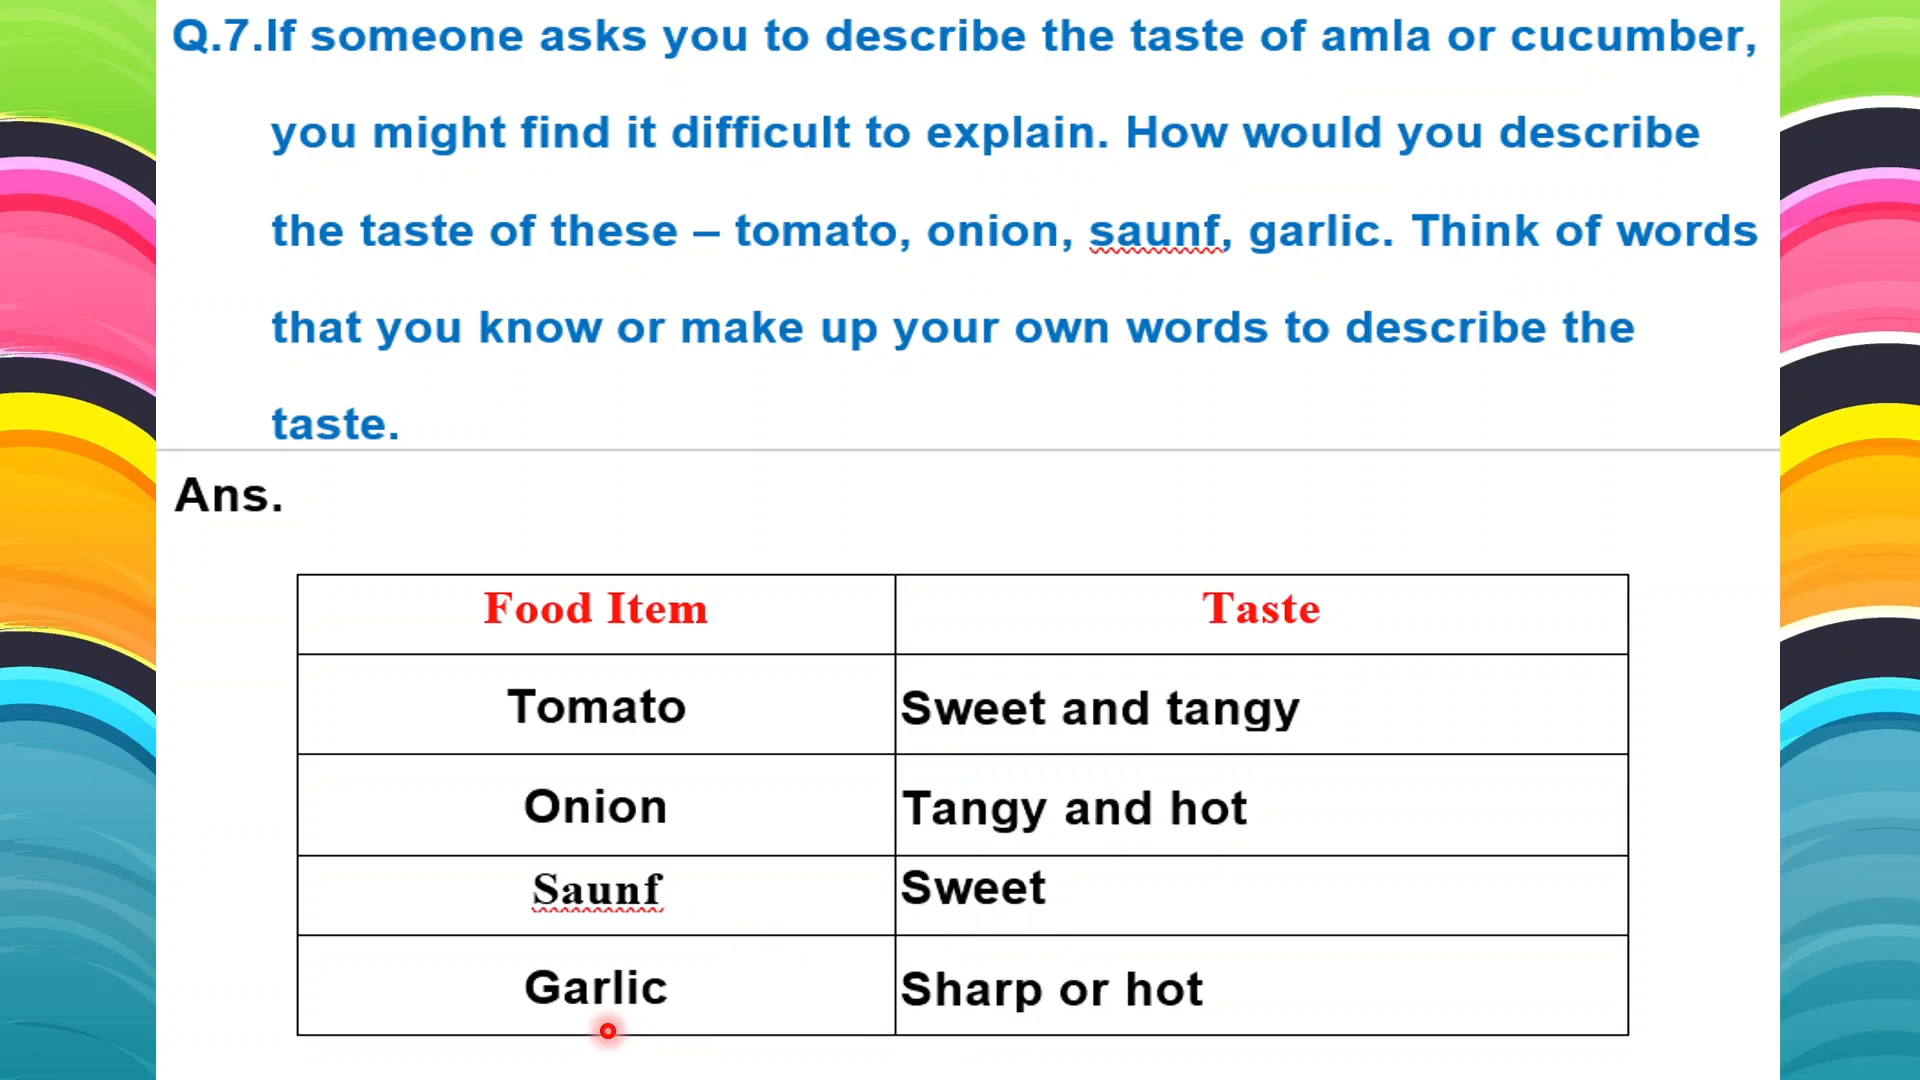 Q.7.If someone asks you to describe the taste of amla or cucumber,
you might find it difficult to explain. How would you describe
the taste of these – tomato, onion, saunf, garlic. Think of words
that you know or make up your own words to describe the
taste.
Ans.
Food Item Taste
Tomato Sweet and tangy
Onion Tangy and hot
Saunf Sweet
Garlic Sharp or hot